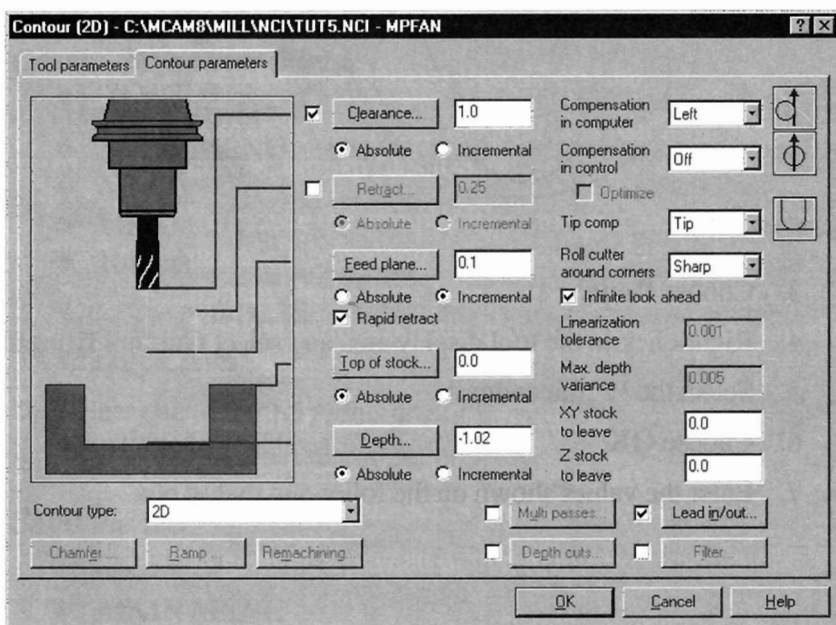 Contour (2D) - C:\MCAM8\MILL\NCI\TUT5.NCI - MPFAN
Tool parameters
Contour parameters
Clearance...
1.0
Absolute
Incremental
Retract...
0.25
Absolute
Incremental
Feed plane...
0.1
Absolute
Incremental
Rapid retract
Top of stock...
0.0
Absolute
Incremental
Depth...
-1.02
Absolute
Incremental
Compensation
in computer
Left
Compensation
in control
Off
Optimize
Tip comp
Tip
Roll cutter
around corners
Sharp
Infinite look ahead
Linearization
tolerance
0.001
Max. depth
variance
0.005
XY stock
to leave
0.0
Z stock
to leave
0.0
Contour type:
2D
Multi passes...
Lead in/out...
Chamfer...
Ramp...
Remachining...
Depth cuts...
Filter...
OK
Cancel
Help